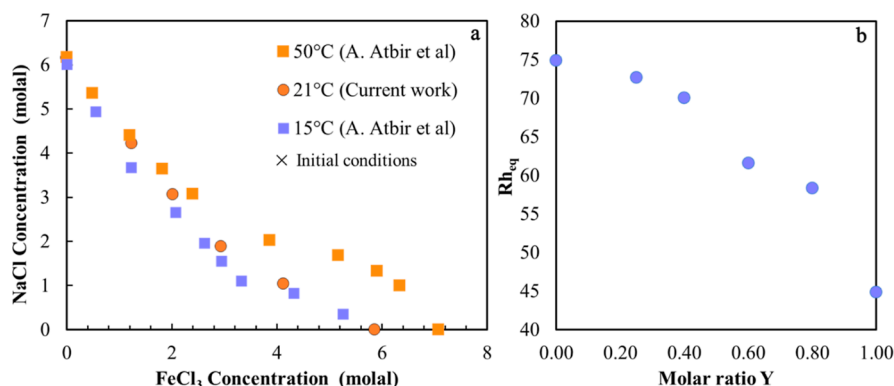 a
7
6
5
4
3
2
1
0
NaCl Concentration (molal)
50°C (A. Atbir et al)
21°C (Current work)
15°C (A. Atbir et al)
× Initial conditions
0 2 4 6 8
FeCl₃ Concentration (molal)
b
80
75
70
65
60
55
50
45
40
Rh_eq
0.00 0.20 0.40 0.60 0.80 1.00
Molar ratio Y